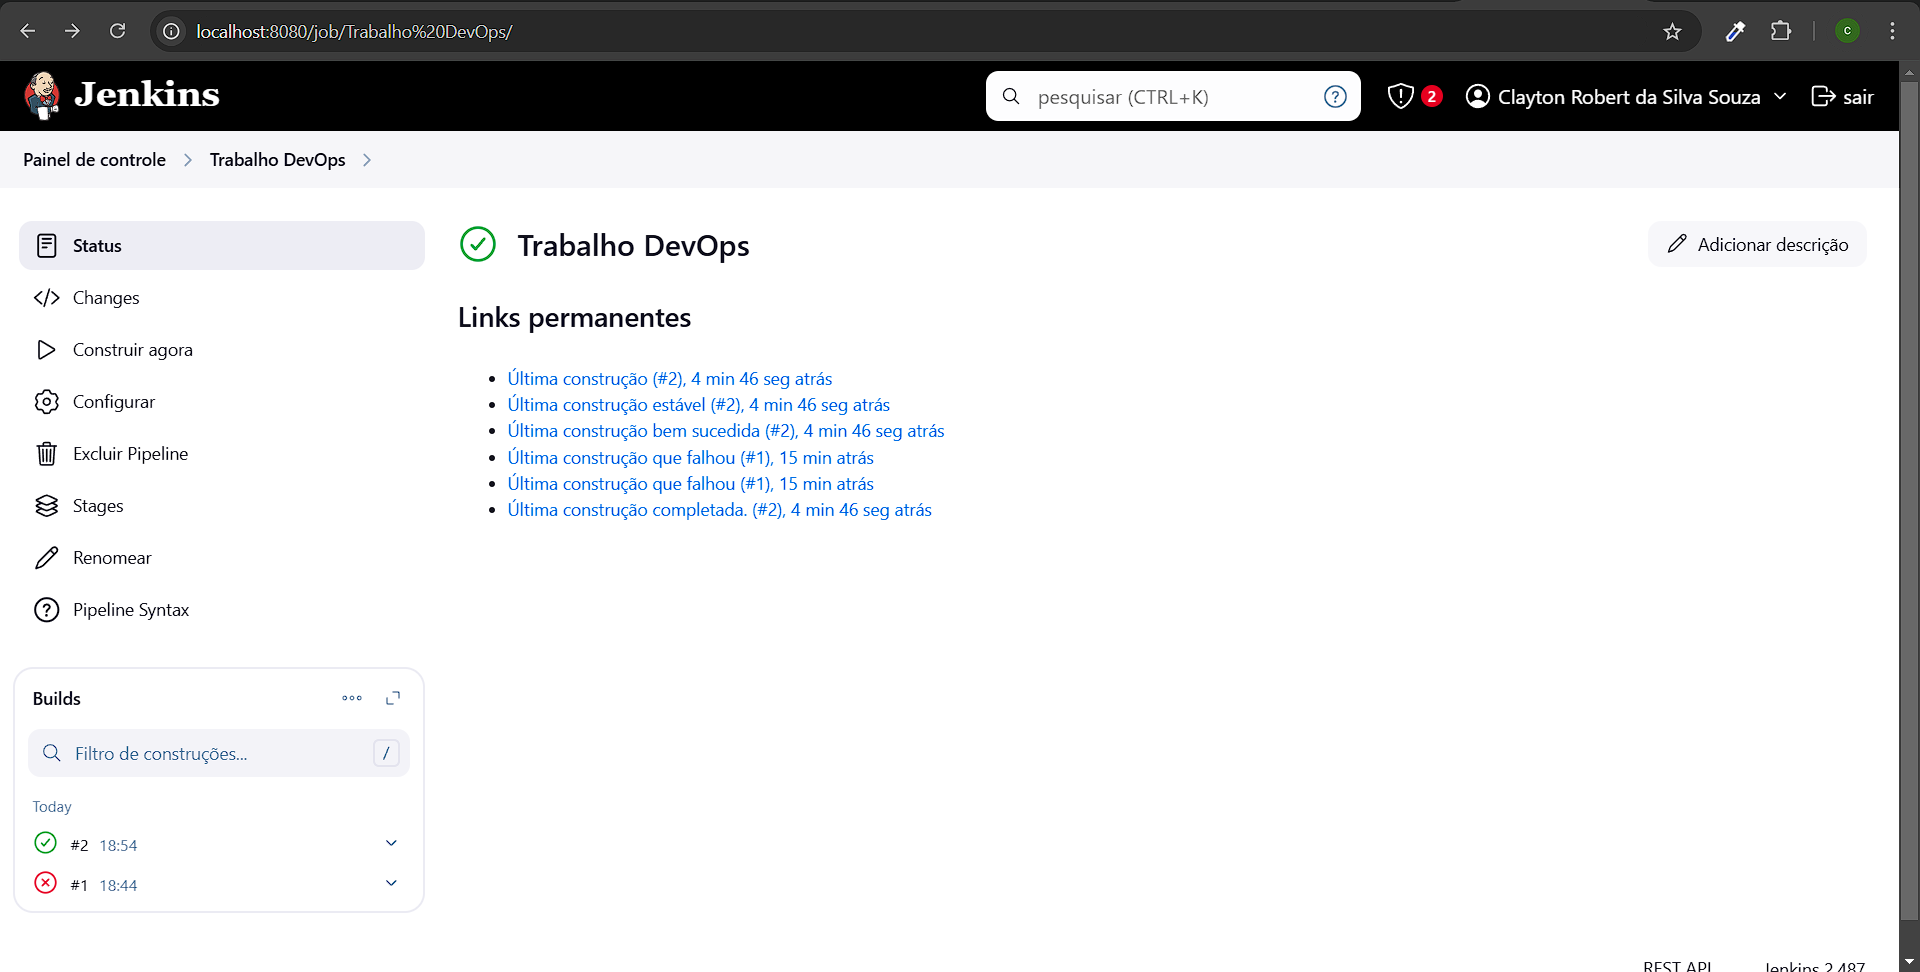 localhost:8080/job/Trabalho%20DevOps/
C
Jenkins
pesquisar (CTRL+K)
?
2
Clayton Robert da Silva Souza
sair
Painel de controle
Trabalho DevOps
Status
Changes
Construir agora
Configurar
Excluir Pipeline
Stages
Renomear
Pipeline Syntax
Trabalho DevOps
Adicionar descrição
Links permanentes
Última construção (#2), 4 min 46 seg atrás
Última construção estável (#2), 4 min 46 seg atrás
Última construção bem sucedida (#2), 4 min 46 seg atrás
Última construção que falhou (#1), 15 min atrás
Última construção que falhou (#1), 15 min atrás
Última construção completada. (#2), 4 min 46 seg atrás
Builds
Filtro de construções...
/
Today
#2 18:54
#1 18:44
REST API
Jenkins 2.487